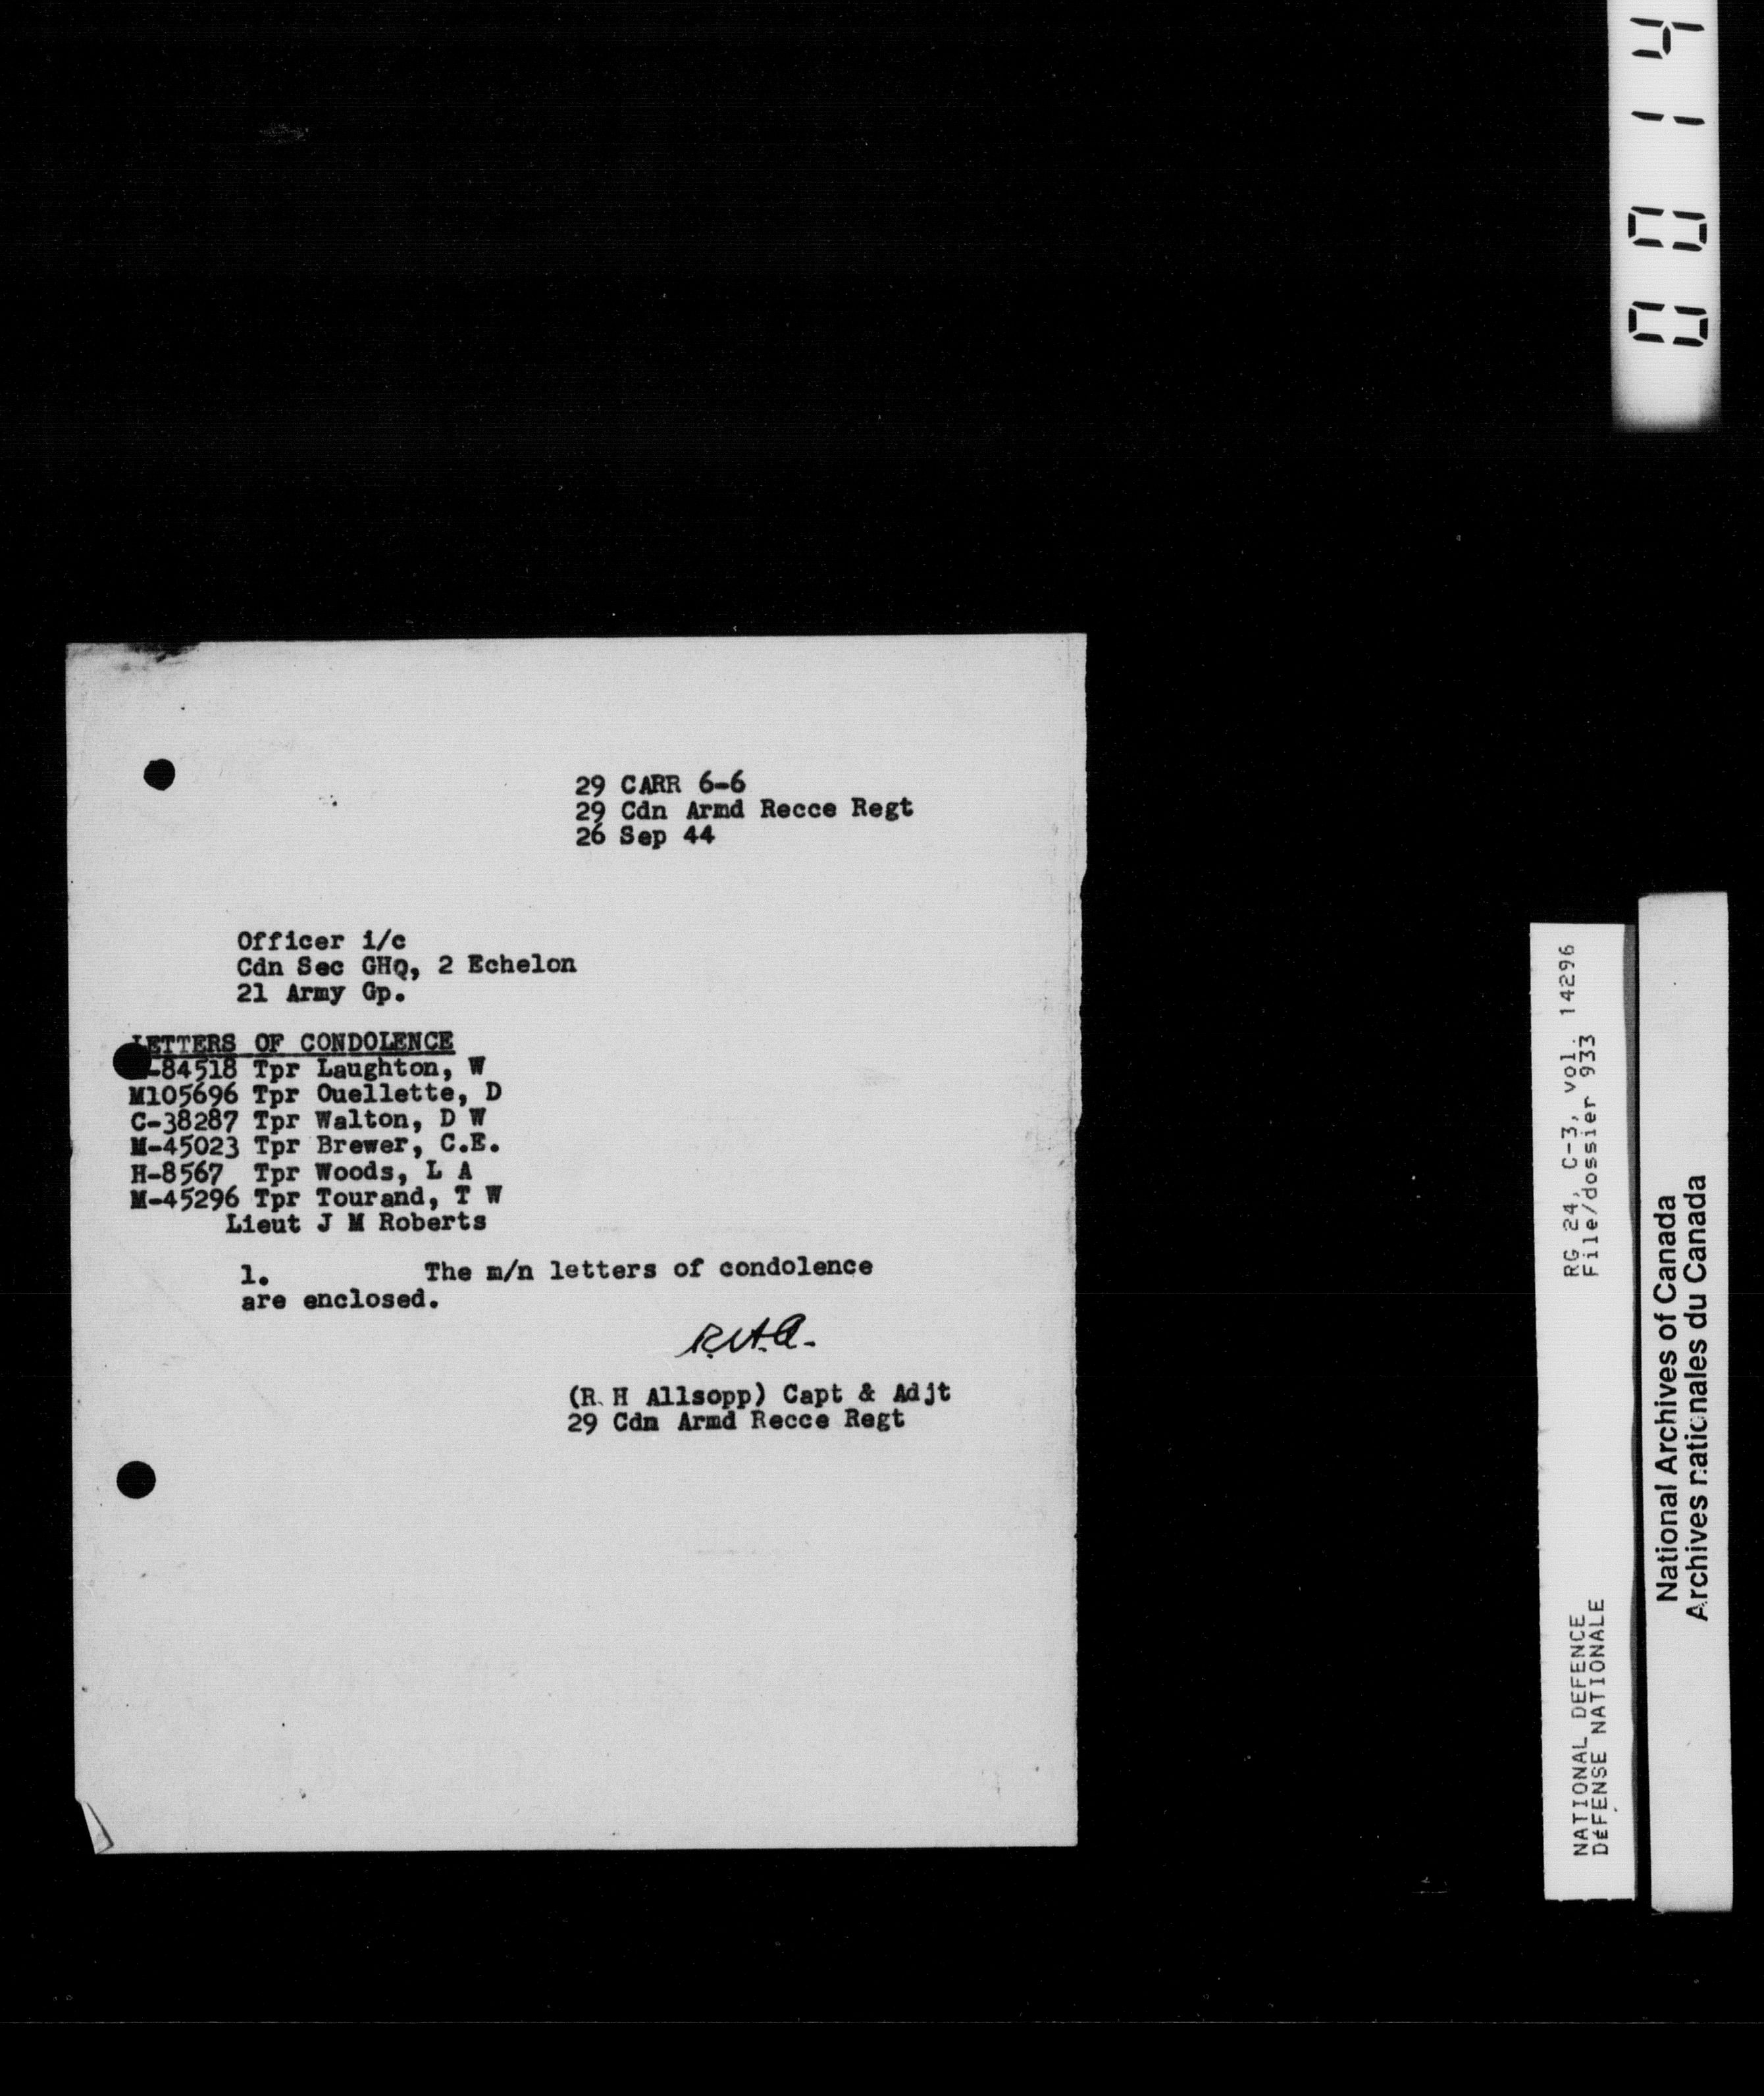 0014
29 CARR 6-6
29 Cdn Armd Recce Regt
26 Sep 44
Officer i/c
Cdn Sec GHQ, 2 Echelon
21 Army Gp.
LETTERS OF CONDOLENCE
-84518 Tpr Laughton, W
M105696 Tpr Ouellette, D
C-38287 Tpr Walton, D W
M-45023 Tpr Brewer, C.E.
H-8567 Tpr Woods, L A
M-45296 Tpr Tourand, T W
Lieut J M Roberts
1. The m/n letters of condolence
are enclosed.
R.H.A.
(R H Allsopp) Capt & Adjt
29 Cdn Armd Recce Regt
NATIONAL DEFENCE RG 24, C-3, vol. 14296
DÉFENSE NATIONALE File/dossier 933
National Archives of Canada
Archives nationales du Canada